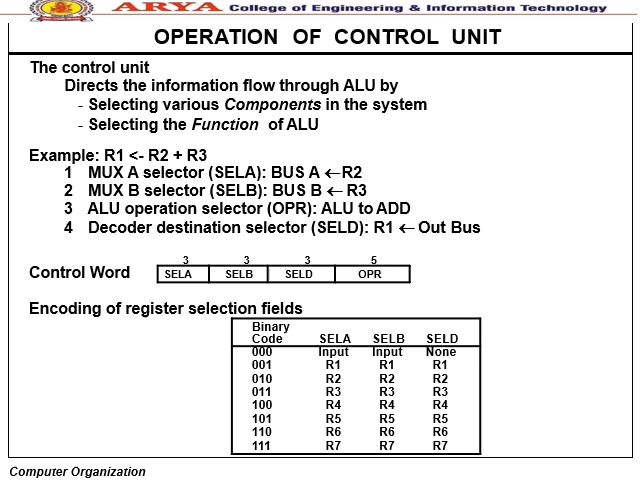 ARYA College of Engineering & Information Technology
OPERATION OF CONTROL UNIT
The control unit
Directs the information flow through ALU by
- Selecting various Components in the system
- Selecting the Function of ALU
Example: R1 <- R2 + R3
1 MUX A selector (SELA): BUS A ← R2
2 MUX B selector (SELB): BUS B ← R3
3 ALU operation selector (OPR): ALU to ADD
4 Decoder destination selector (SELD): R1 ← Out Bus
3 3 3 5
Control Word SELA SELB SELD OPR
Encoding of register selection fields
Binary
Code SELA SELB SELD
000 Input Input None
001 R1 R1 R1
010 R2 R2 R2
011 R3 R3 R3
100 R4 R4 R4
101 R5 R5 R5
110 R6 R6 R6
111 R7 R7 R7
Computer Organization